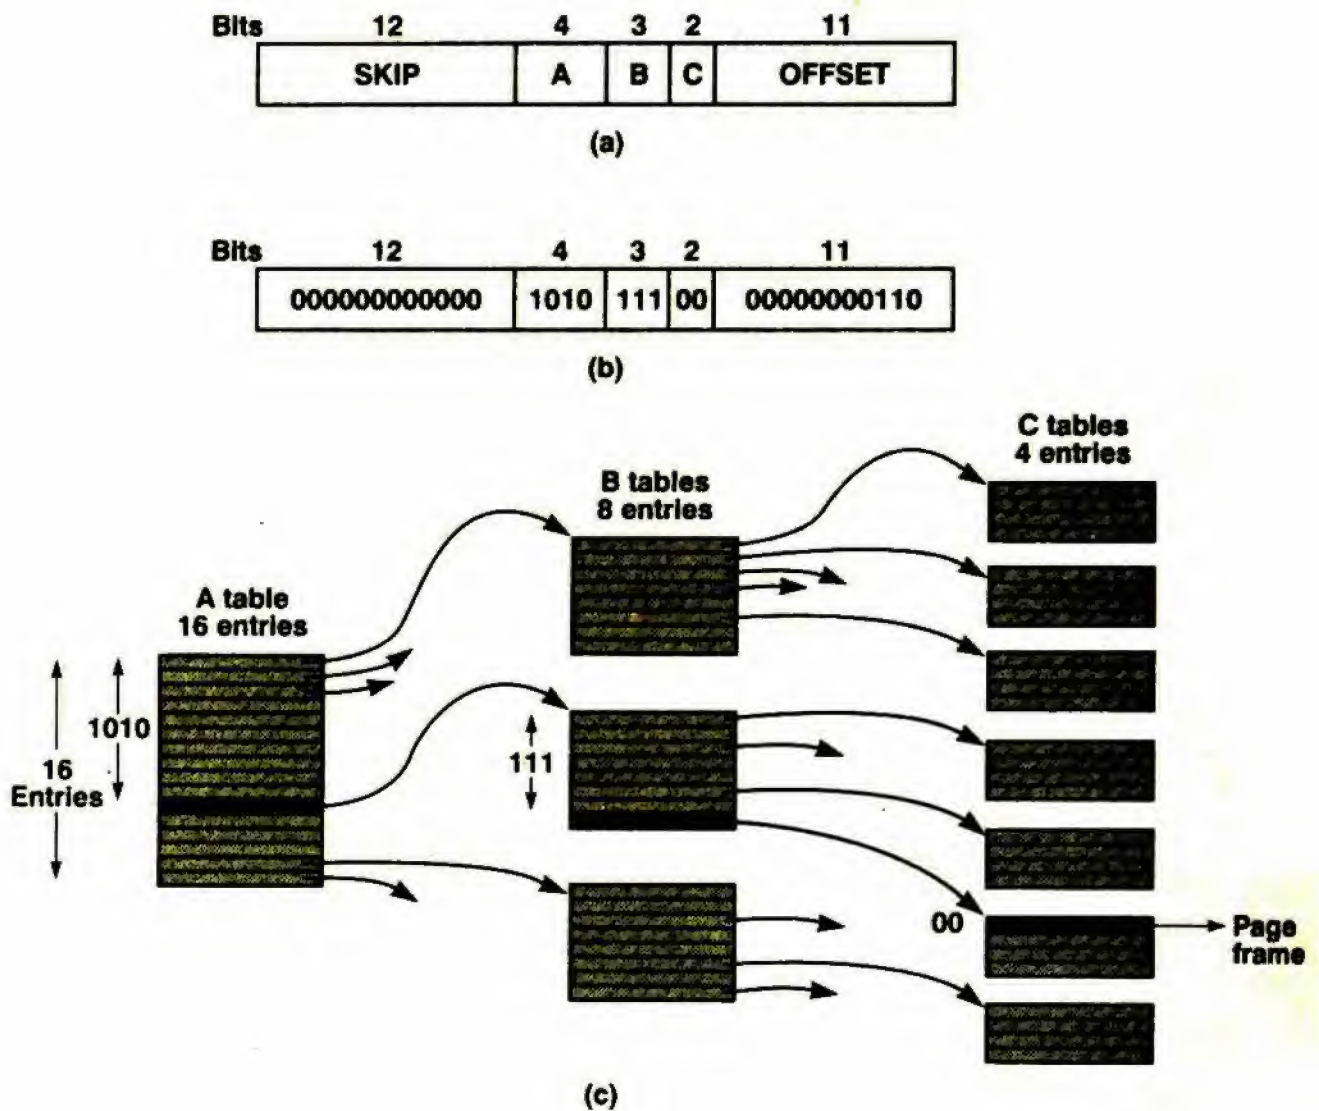 Bits 12 4 3 2 11
SKIP A B C OFFSET
(a)
Bits 12 4 3 2 11
000000000000 1010 111 00 00000000110
(b)
C tables
4 entries
B tables
8 entries
A table
16 entries
1010
16
Entries
111
00
Page
frame
(c)